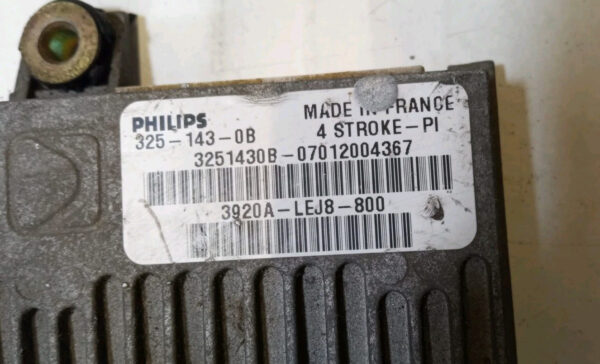 PHILIPS MADE IN FRANCE
325-143-0B 4 STROKE-PI
3251430B-07012004367
3920A-LEJ8-800